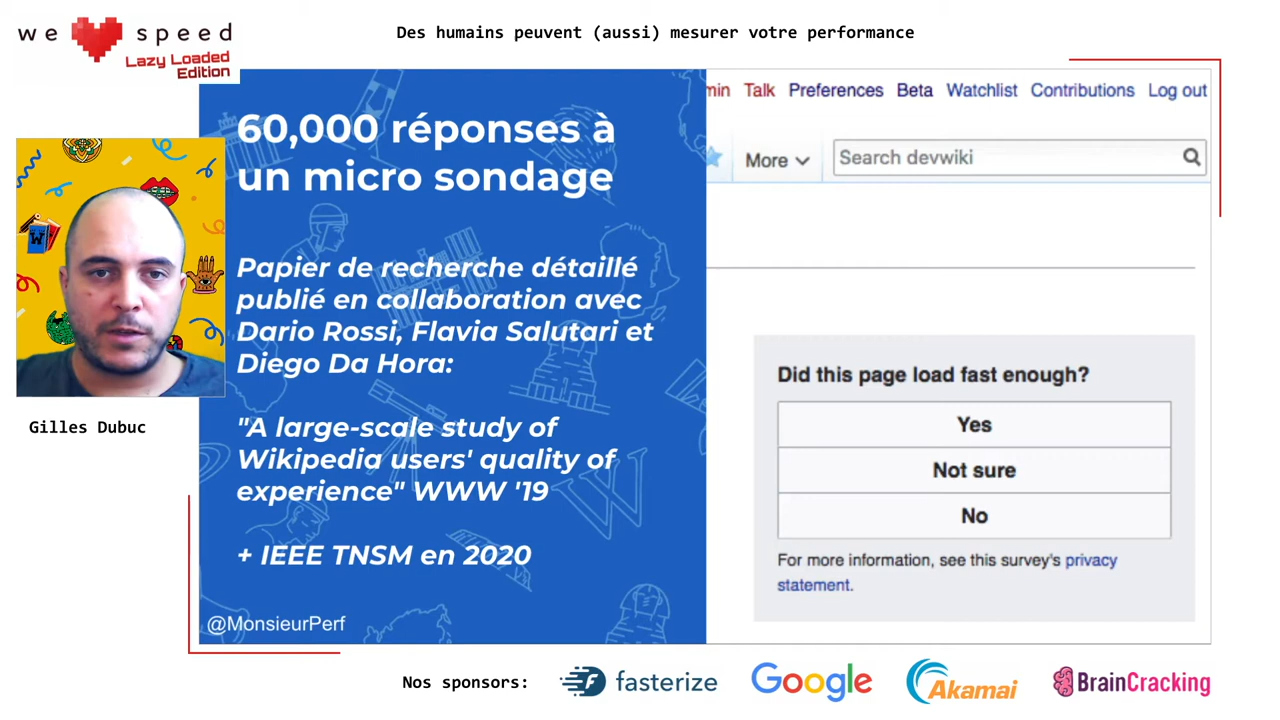 we speed
Lazy Loaded
Edition
Des humains peuvent (aussi) mesurer votre performance
60,000 réponses à
un micro sondage
Papier de recherche détaillé
publié en collaboration avec
Dario Rossi, Flavia Salutari et
Diego Da Hora:
"A large-scale study of
Wikipedia users' quality of
experience" WWW '19
+ IEEE TNSM en 2020
@MonsieurPerf
Talk Preferences Beta Watchlist Contributions Log out
More
Search devwiki
Did this page load fast enough?
Yes
Not sure
No
For more information, see this survey's privacy
statement.
W
Gilles Dubuc
Nos sponsors:
fasterize
Google
Akamai
BrainCracking